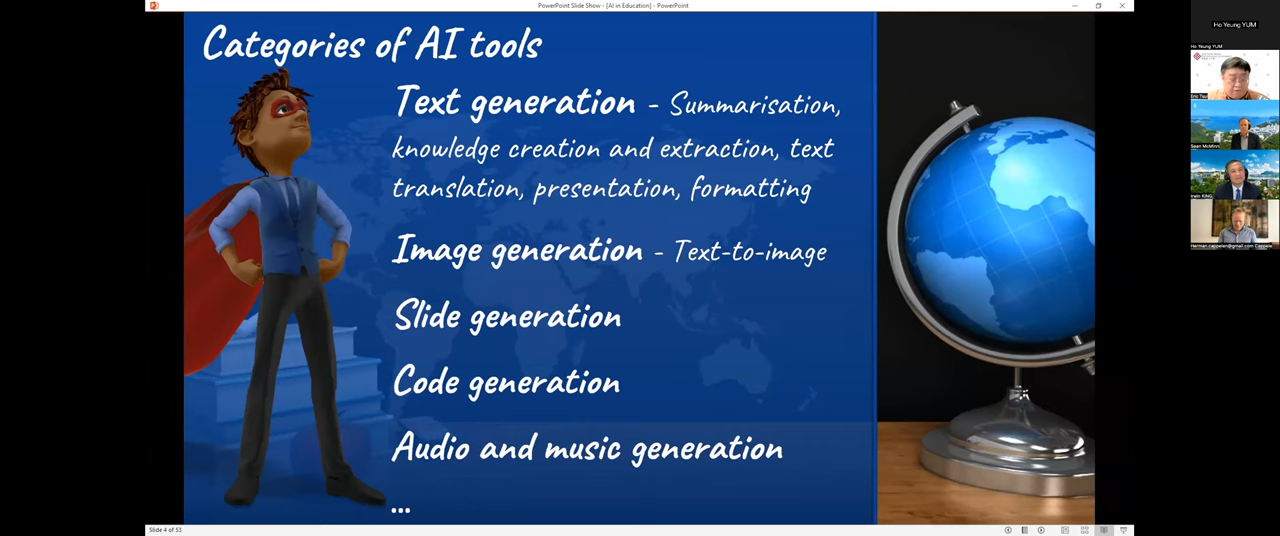 PowerPoint Slide Show - [AI in Education] - PowerPoint
Categories of AI tools
Text generation - Summarisation,
knowledge creation and extraction, text
translation, presentation, formatting
Image generation - Text-to-image
Slide generation
Code generation
Audio and music generation
...
Slide 4 of 53
Ho Yeung YUM
Ho Yeung YUM
Eric Tsui
Sean McMinn
Irwin KING
Herman.cappelen@gmail.com Cappele